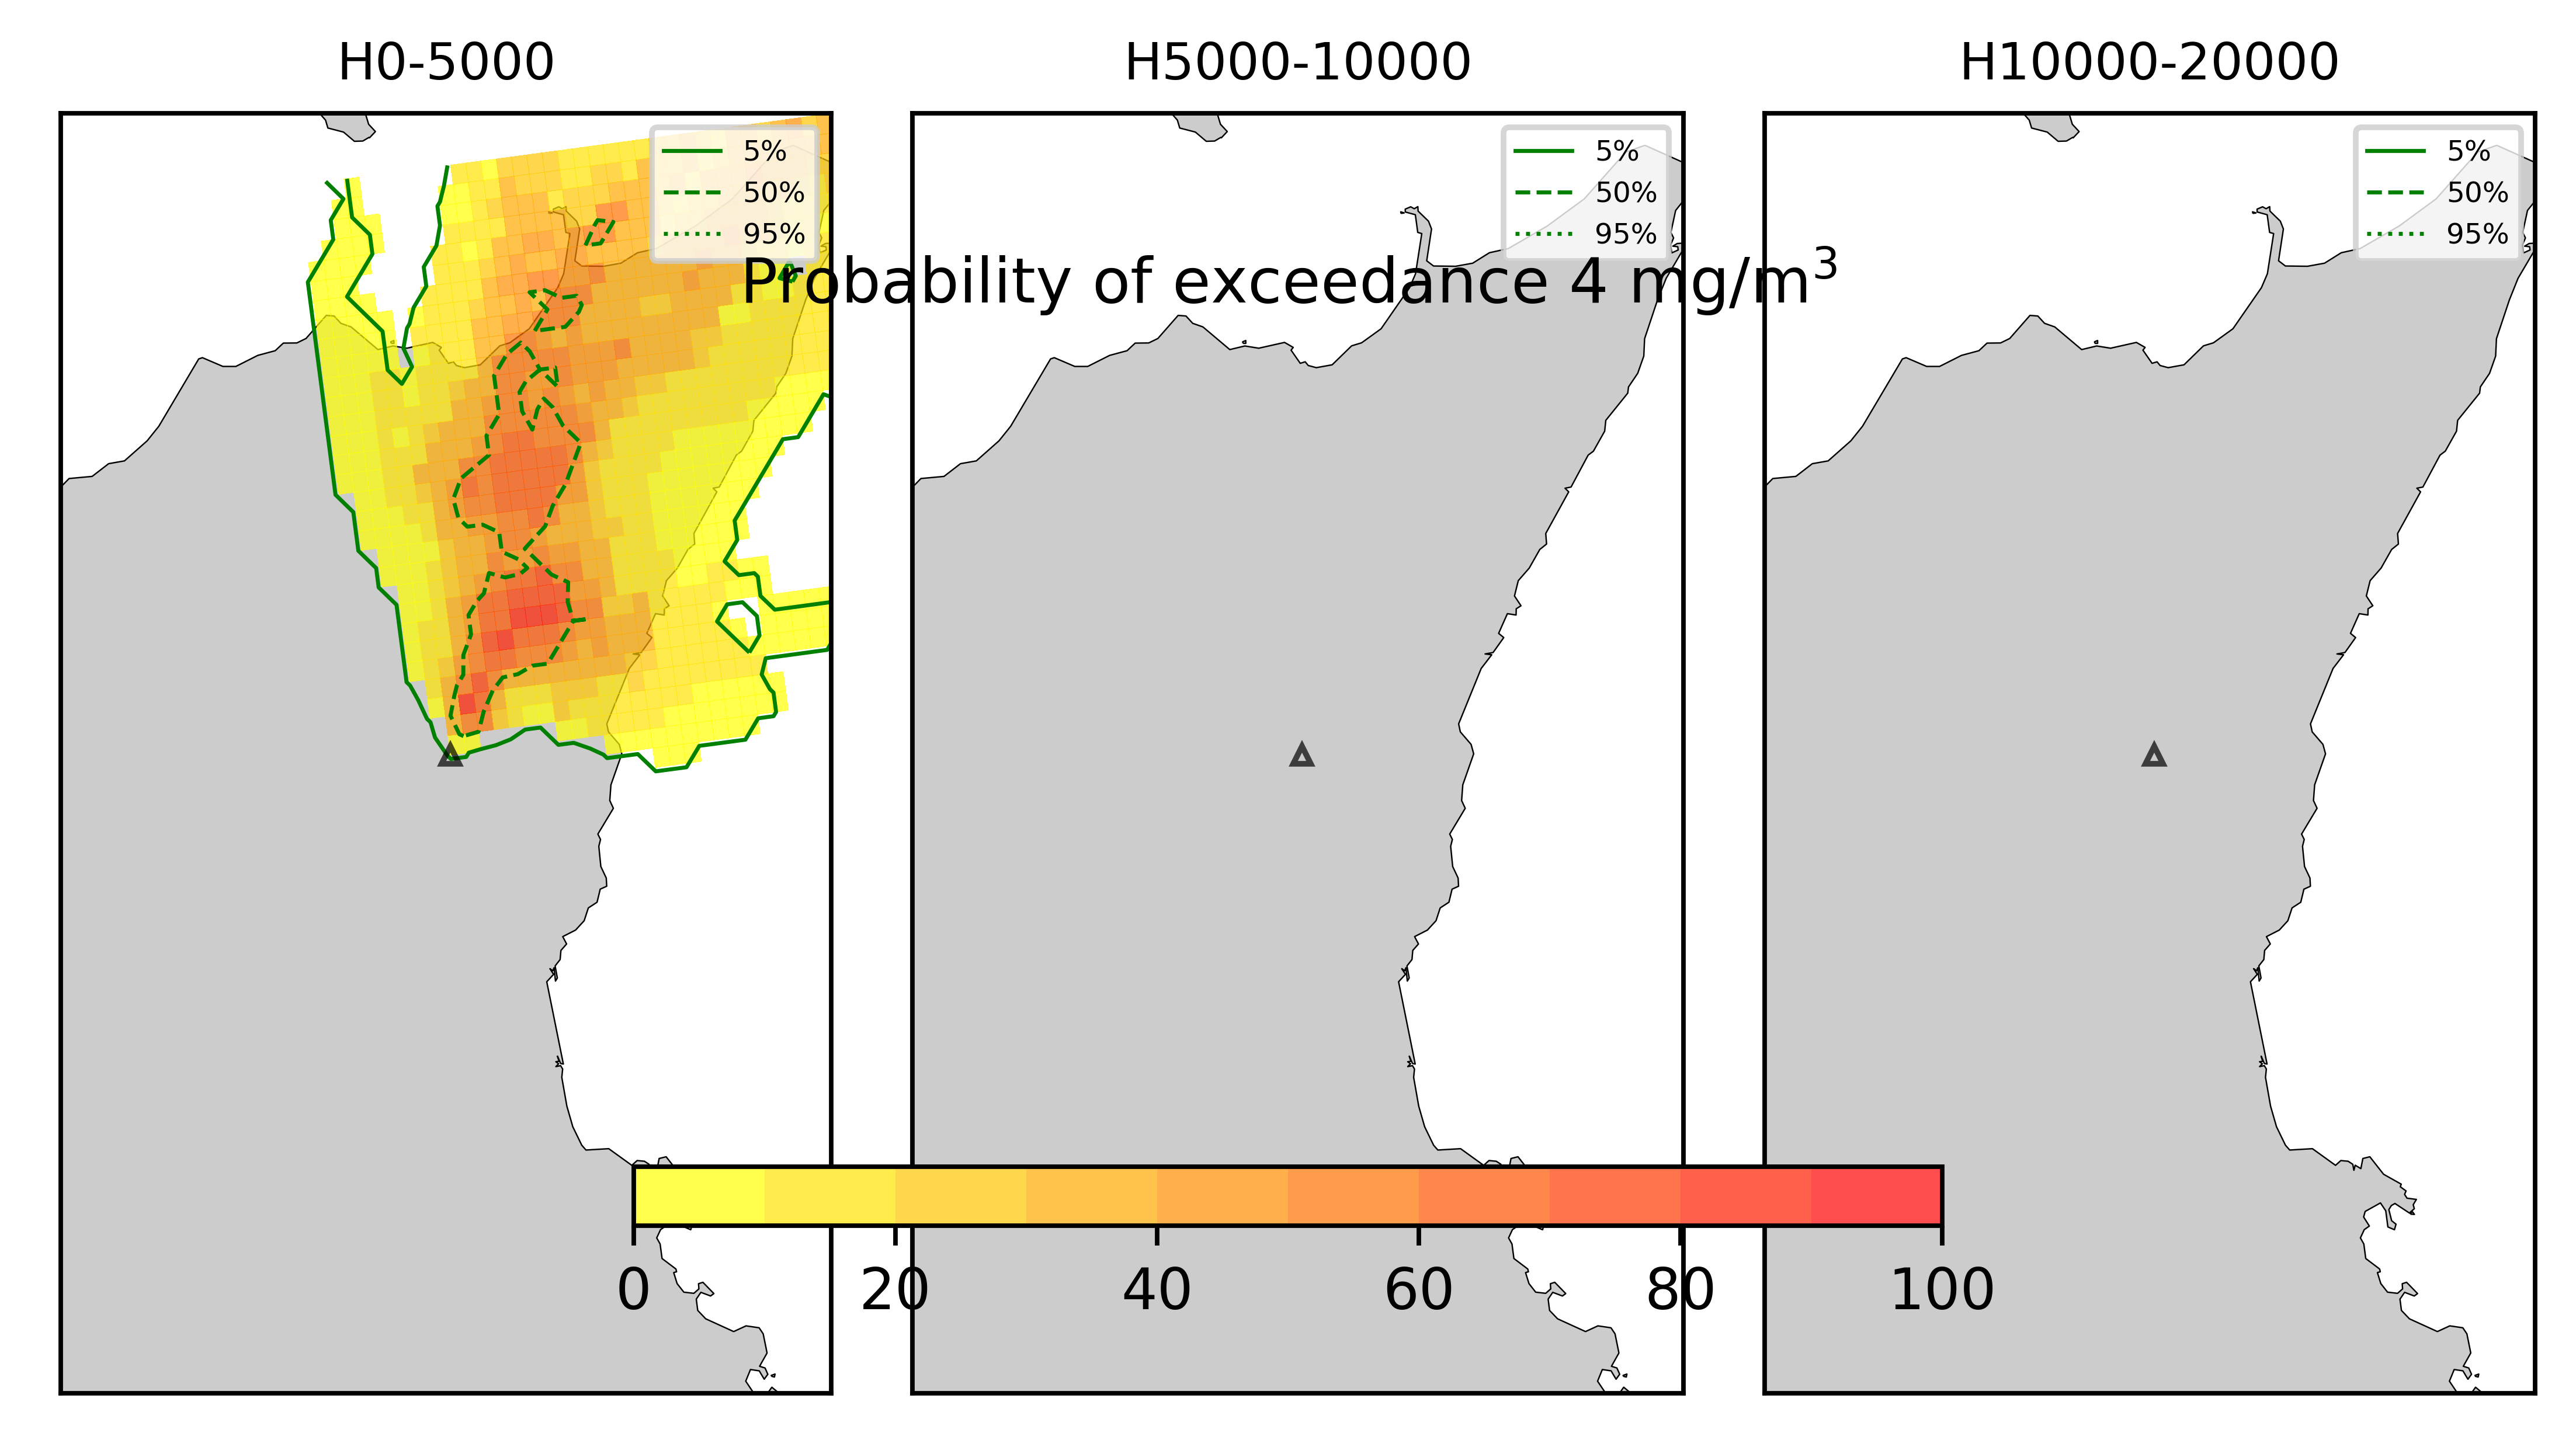 H0-5000 H5000-10000 H10000-20000
5% 5% 5%
50% 50% 50%
95% 95% 95%
Probability of exceedance 4 mg/m³
0 20 40 60 80 100